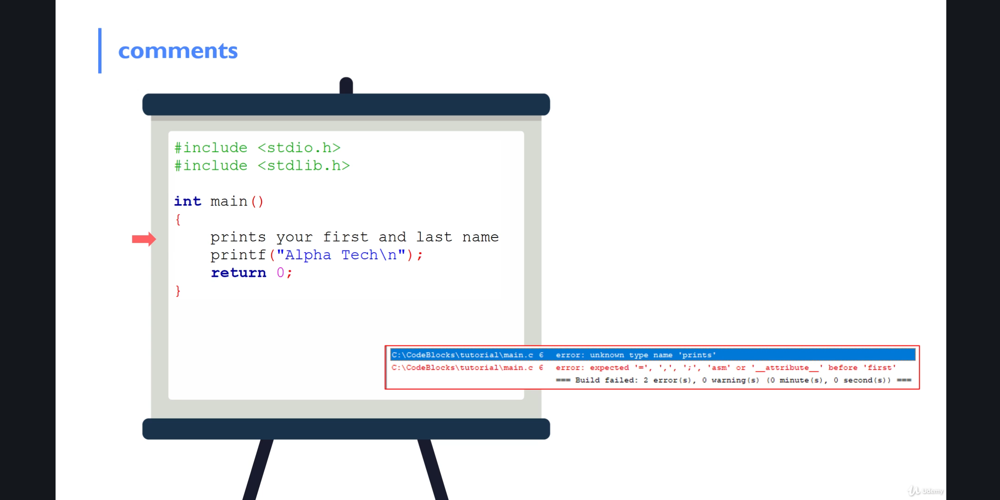 comments
#include <stdio.h>
#include <stdlib.h>
int main()
{
prints your first and last name
printf("Alpha Tech\n");
return 0;
}
C:\CodeBlocks\tutorial\main.c 6 error: unknown type name 'prints'
C:\CodeBlocks\tutorial\main.c 6 error: expected '=', ',', ';', 'asm' or '__attribute__' before 'first'
=== Build failed: 2 error(s), 0 warning(s) (0 minute(s), 0 second(s)) ===
Udemy